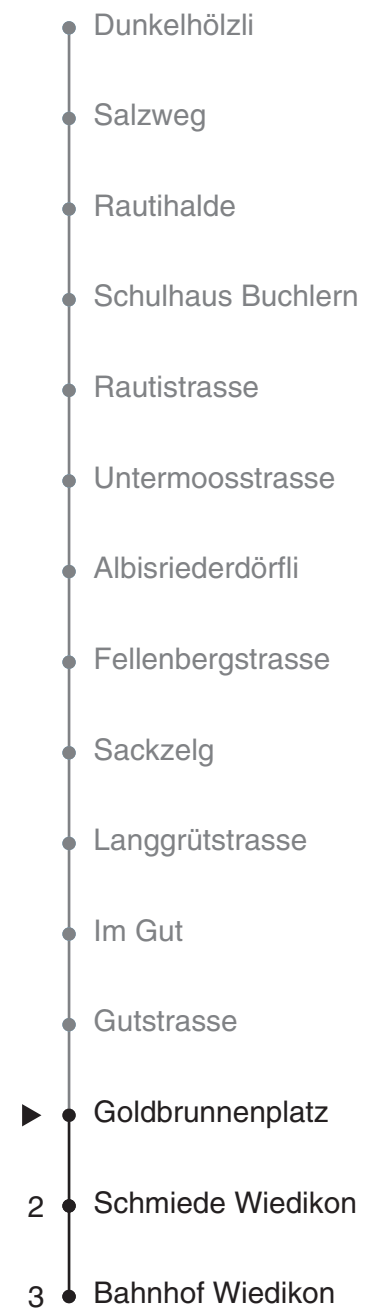 Dunkelhölzli
Salzweg
Rautihalde
Schulhaus Buchlern
Rautistrasse
Untermoosstrasse
Albisriederdörfli
Fellenbergstrasse
Sackzelg
Langgrütstrasse
Im Gut
Gutstrasse
Goldbrunnenplatz
2 Schmiede Wiedikon
3 Bahnhof Wiedikon